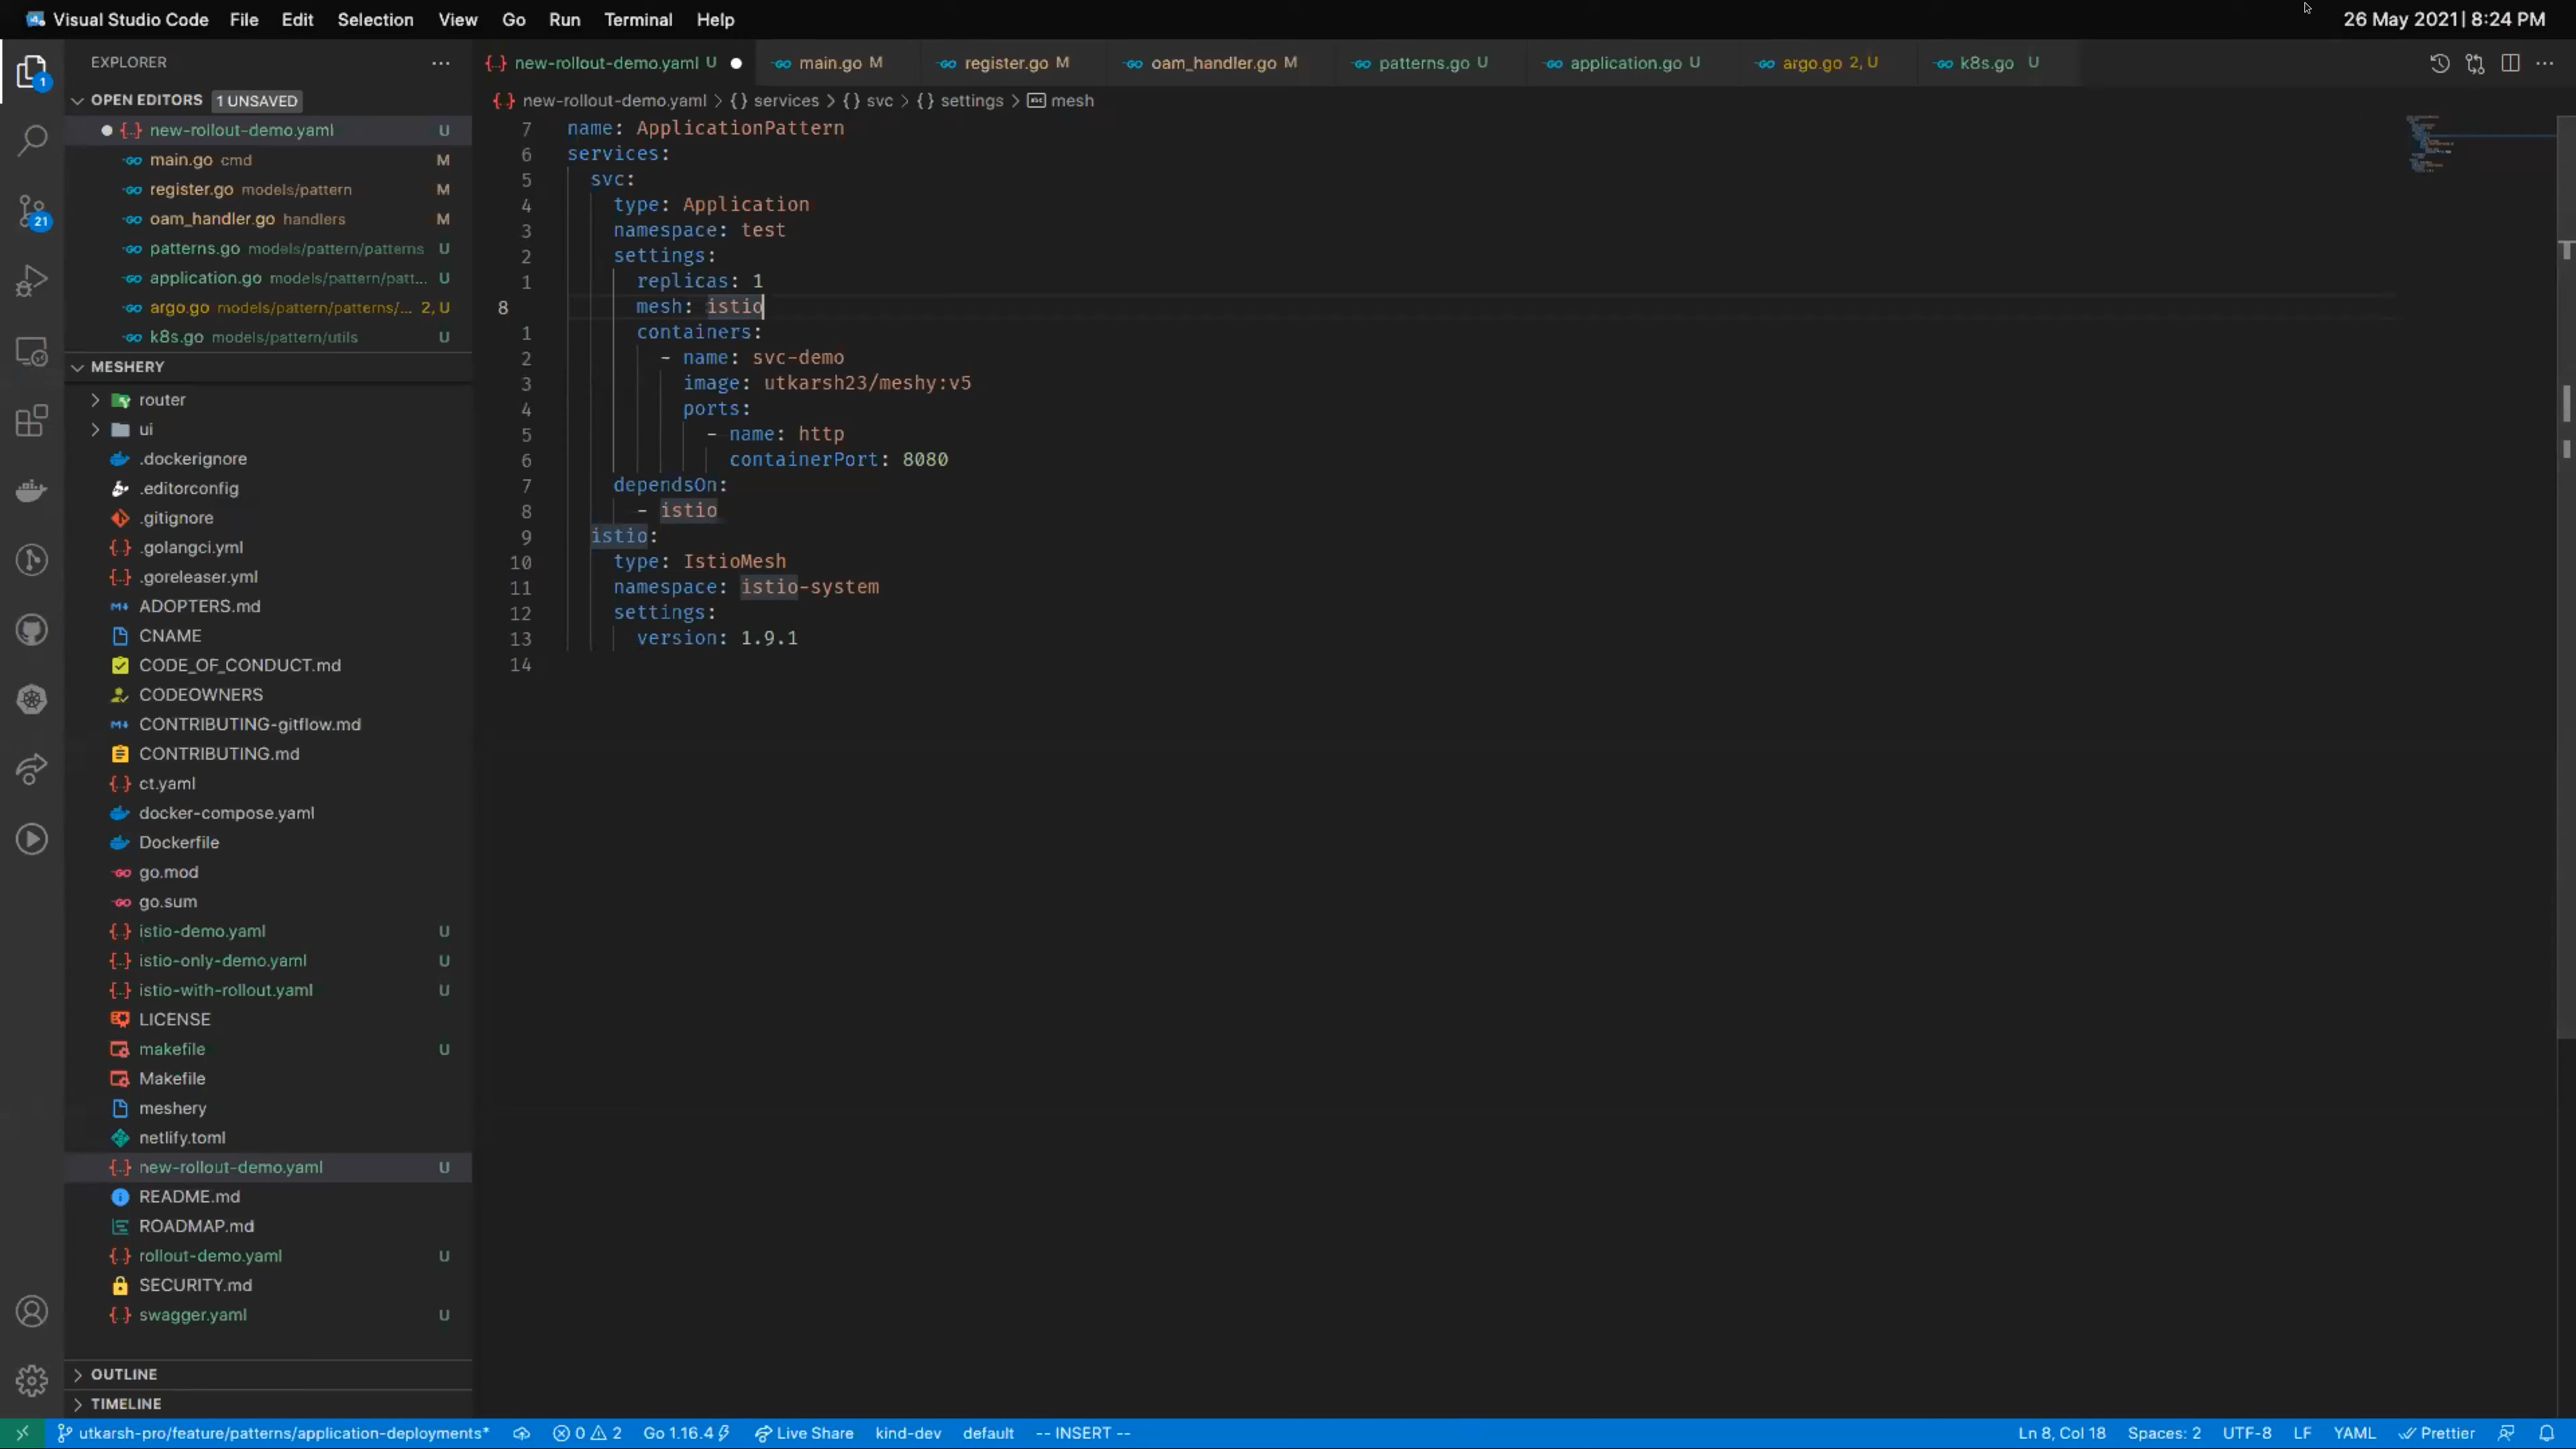 Visual Studio Code File Edit Selection View Go Run Terminal Help
26 May 2021| 8:24 PM
EXPLORER
1
OPEN EDITORS 1 UNSAVED
new-rollout-demo.yaml U
main.go cmd M
register.go models/pattern M
oam_handler.go handlers M
patterns.go models/pattern/patterns U
application.go models/pattern/patt... U
argo.go models/pattern/patterns/... 2, U
k8s.go models/pattern/utils U
21
MESHERY
router
ui
.dockerignore
.editorconfig
.gitignore
.golangci.yml
.goreleaser.yml
ADOPTERS.md
CNAME
CODE_OF_CONDUCT.md
CODEOWNERS
CONTRIBUTING-gitflow.md
CONTRIBUTING.md
ct.yaml
docker-compose.yaml
Dockerfile
go.mod
go.sum
istio-demo.yaml U
istio-only-demo.yaml U
istio-with-rollout.yaml U
LICENSE
makefile U
Makefile
meshery
netlify.toml
new-rollout-demo.yaml U
README.md
ROADMAP.md
rollout-demo.yaml U
SECURITY.md
swagger.yaml U
OUTLINE
TIMELINE
new-rollout-demo.yaml U main.go M register.go M oam_handler.go M patterns.go U application.go U argo.go 2, U k8s.go U
new-rollout-demo.yaml > {} services > {} svc > {} settings > abc mesh
7 name: ApplicationPattern
6 services:
5 svc:
4 type: Application
3 namespace: test
2 settings:
1 replicas: 1
8 mesh: istio
1 containers:
2 - name: svc-demo
3 image: utkarsh23/meshy:v5
4 ports:
5 - name: http
6 containerPort: 8080
7 dependsOn:
8 - istio
9 istio:
10 type: IstioMesh
11 namespace: istio-system
12 settings:
13 version: 1.9.1
14
utkarsh-pro/feature/patterns/application-deployments* 0 2 Go 1.16.4 Live Share kind-dev default -- INSERT -- Ln 8, Col 18 Spaces: 2 UTF-8 LF YAML Prettier